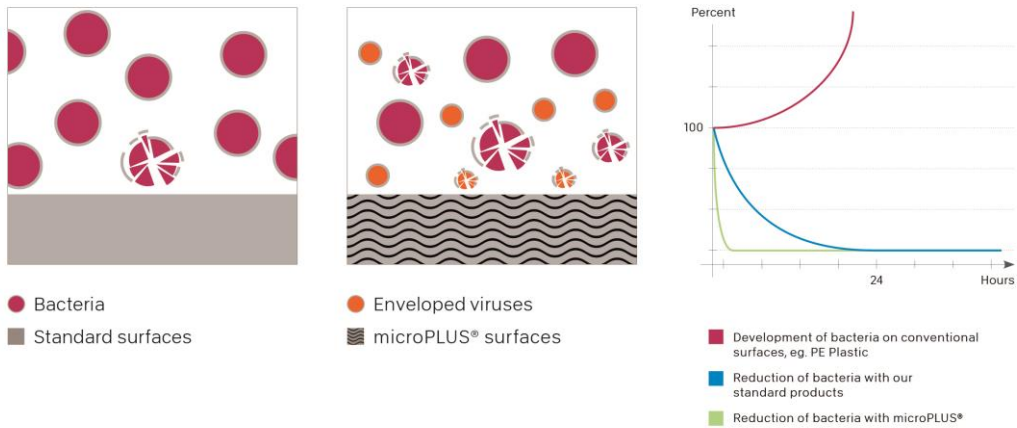 Bacteria
Standard surfaces
Enveloped viruses
microPLUS® surfaces
Percent
100
24
Hours
Development of bacteria on conventional
surfaces, eg. PE Plastic
Reduction of bacteria with our
standard products
Reduction of bacteria with microPLUS®